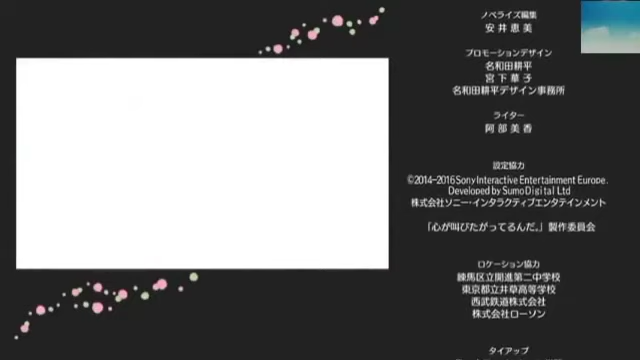 ノベライズ編集
安井恵美
プロモーションデザイン
名和田耕平
宮下華子
名和田耕平デザイン事務所
ライター
阿部美香
設定協力
©2014-2016 Sony Interactive Entertainment Europe.
Developed by Sumo Digital Ltd
株式会社ソニー・インタラクティブエンタテインメント
「心が叫びたがってるんだ。」製作委員会
ロケーション協力
練馬区立開進第二中学校
東京都立井草高等学校
西武鉄道株式会社
株式会社ローソン
タイアップ